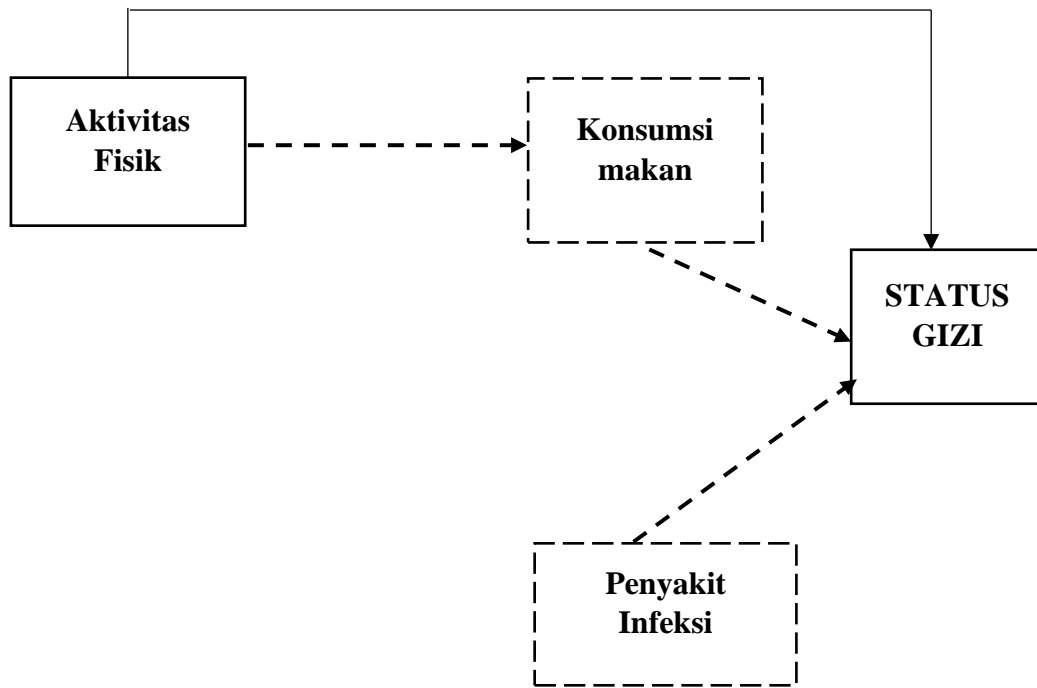 Aktivitas
Fisik
Konsumsi
makan
STATUS
GIZI
Penyakit
Infeksi